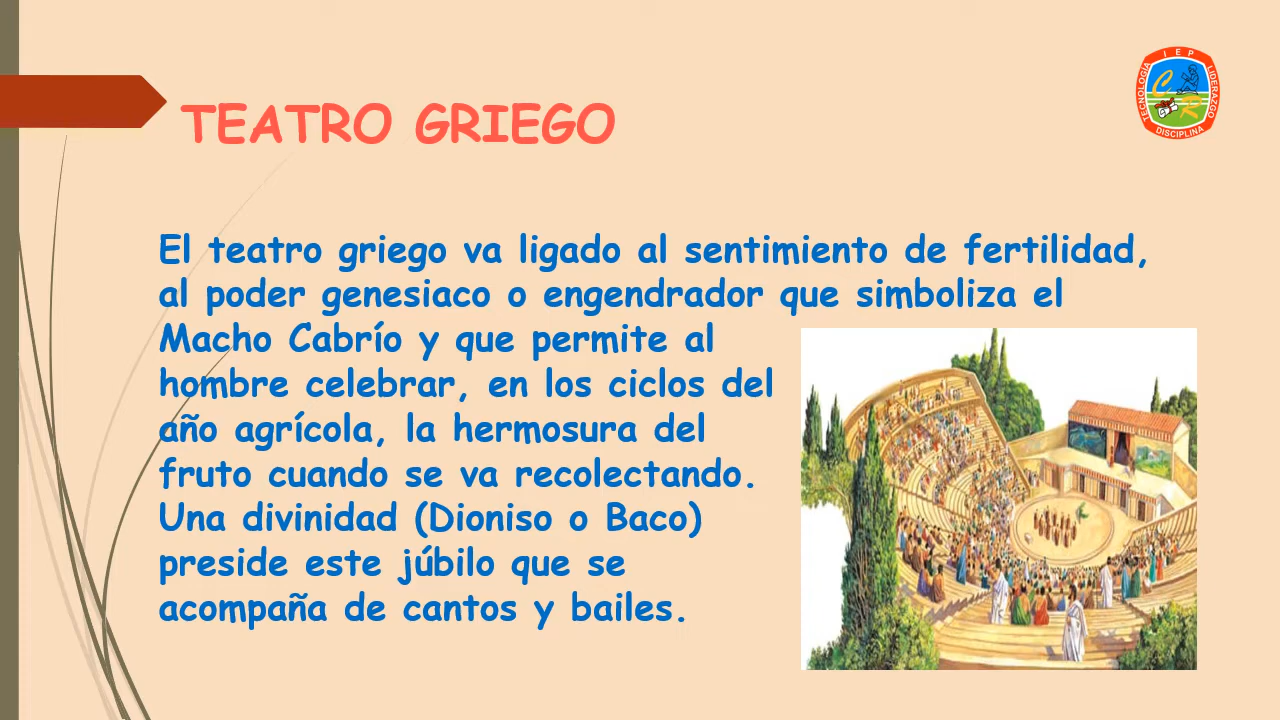 TEATRO GRIEGO
I E P
TECNOLOGIA
LIDERAZGO
C
R
DISCIPLINA
El teatro griego va ligado al sentimiento de fertilidad,
al poder genesiaco o engendrador que simboliza el
Macho Cabrío y que permite al
hombre celebrar, en los ciclos del
año agrícola, la hermosura del
fruto cuando se va recolectando.
Una divinidad (Dioniso o Baco)
preside este júbilo que se
acompaña de cantos y bailes.